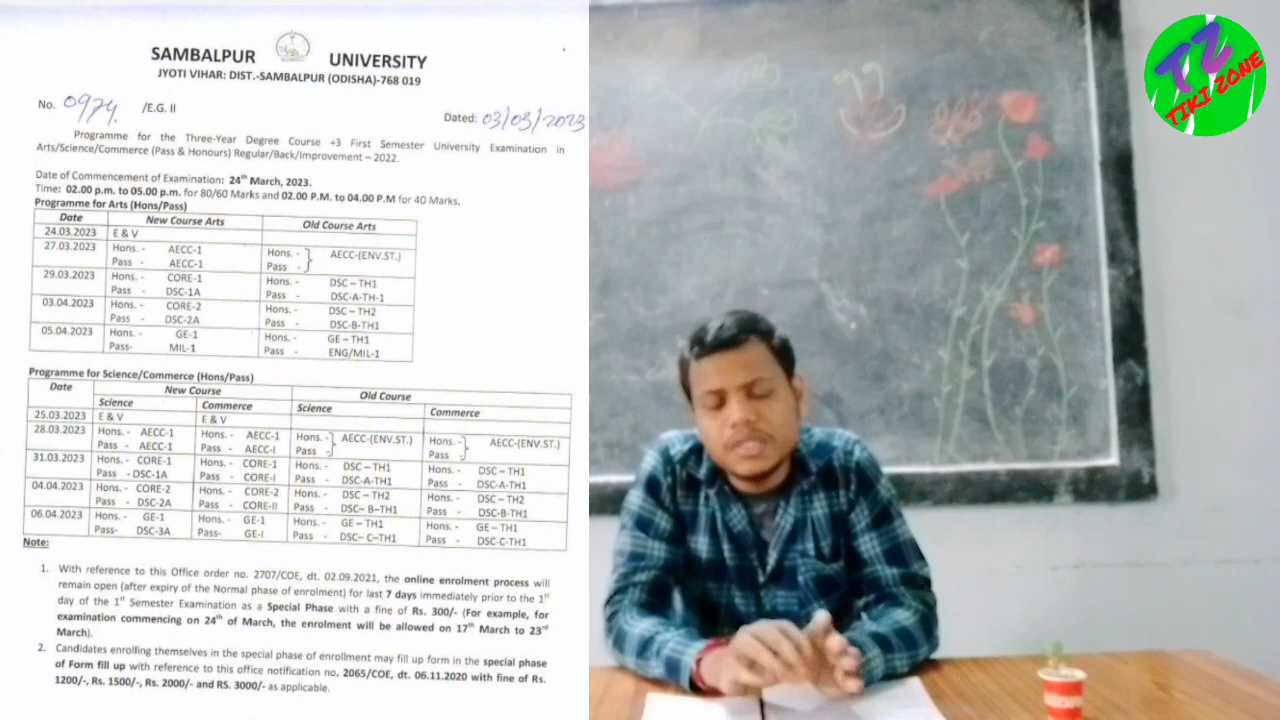 SAMBALPUR UNIVERSITY
JYOTI VIHAR: DIST.-SAMBALPUR (ODISHA)-768 019
No. 0974. /E.G. II
Dated: 03/03/2023
Programme for the Three-Year Degree Course +3 First Semester University Examination in
Arts/Science/Commerce (Pass & Honours) Regular/Back/Improvement – 2022.
Date of Commencement of Examination: 24th March, 2023.
Time: 02.00 p.m. to 05.00 p.m. for 80/60 Marks and 02.00 P.M. to 04.00 P.M for 40 Marks.
Programme for Arts (Hons/Pass)
Date New Course Arts Old Course Arts
24.03.2023 E & V
27.03.2023 Hons. - AECC-1 Hons. - AECC-(ENV.ST.)
Pass - AECC-1 Pass -
29.03.2023 Hons. - CORE-1 Hons. - DSC – TH1
Pass - DSC-1A Pass - DSC-A-TH-1
03.04.2023 Hons. - CORE-2 Hons. - DSC – TH2
Pass - DSC-2A Pass - DSC-B-TH1
05.04.2023 Hons. - GE-1 Hons. - GE – TH1
Pass- MIL-1 Pass - ENG/MIL-1
Programme for Science/Commerce (Hons/Pass)
Date New Course Old Course
Science Commerce Science Commerce
25.03.2023 E & V E & V
28.03.2023 Hons. - AECC-1 Hons. - AECC-1 Hons. - AECC-(ENV.ST.) Hons. - AECC-(ENV.ST.)
Pass - AECC-1 Pass - AECC-I Pass - Pass -
31.03.2023 Hons. - CORE-1 Hons. - CORE-1 Hons. - DSC – TH1 Hons. - DSC – TH1
Pass - DSC-1A Pass - CORE-I Pass - DSC-A-TH1 Pass - DSC-A-TH1
04.04.2023 Hons. - CORE-2 Hons. - CORE-2 Hons. - DSC – TH2 Hons. - DSC – TH2
Pass - DSC-2A Pass - CORE-II Pass - DSC– B–TH1 Pass - DSC-B-TH1
06.04.2023 Hons. - GE-1 Hons. - GE-1 Hons. - GE – TH1 Hons. - GE – TH1
Pass- DSC-3A Pass- GE-I Pass - DSC– C–TH1 Pass - DSC-C-TH1
Note:
1. With reference to this Office order no. 2707/COE, dt. 02.09.2021, the online enrolment process will
remain open (after expiry of the Normal phase of enrolment) for last 7 days immediately prior to the 1st
day of the 1st Semester Examination as a Special Phase with a fine of Rs. 300/- (For example, for
examination commencing on 24th of March, the enrolment will be allowed on 17th March to 23rd
March).
2. Candidates enrolling themselves in the special phase of enrollment may fill up form in the special phase
of Form fill up with reference to this office notification no. 2065/COE, dt. 06.11.2020 with fine of Rs.
1200/-, Rs. 1500/-, Rs. 2000/- and RS. 3000/- as applicable.
TZ
TIKI ZONE